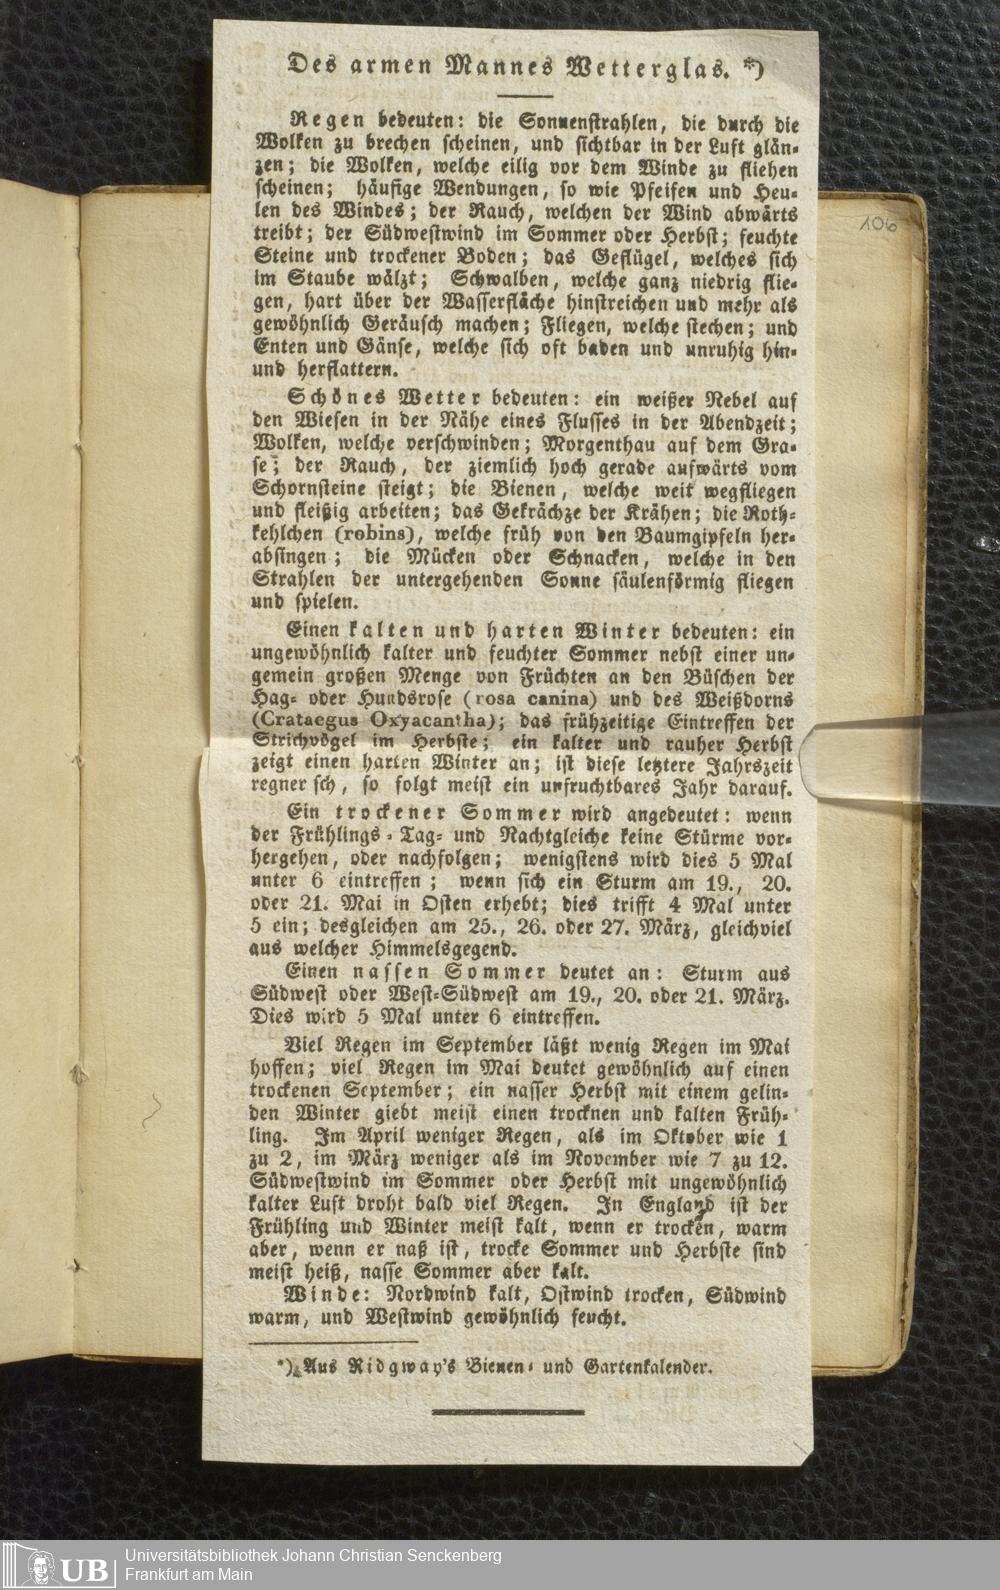 Des armen Mannes Wetterglas. *)
Regen bedeuten: die Sonnenstrahlen, die durch die
Wolken zu brechen scheinen, und sichtbar in der Luft glän-
zen; die Wolken, welche eilig vor dem Winde zu fliehen
scheinen; häufige Wendungen, so wie Pfeifen und Heu-
len des Windes; der Rauch, welchen der Wind abwärts
treibt; der Südwestwind im Sommer oder Herbst; feuchte
Steine und trockener Boden; das Geflügel, welches sich
im Staube wälzt; Schwalben, welche ganz niedrig flie-
gen, hart über der Wasserfläche hinstreichen und mehr als
gewöhnlich Geräusch machen; Fliegen, welche stechen; und
Enten und Gänse, welche sich oft baden und unruhig hin-
und herflattern.
Schönes Wetter bedeuten: ein weißer Nebel auf
den Wiesen in der Nähe eines Flusses in der Abendzeit;
Wolken, welche verschwinden; Morgenthau auf dem Gra-
se; der Rauch, der ziemlich hoch gerade aufwärts vom
Schornsteine steigt; die Bienen, welche weit wegfliegen
und fleißig arbeiten; das Gekrächze der Krähen; die Roth-
kehlchen (robins), welche früh von den Baumgipfeln her-
absingen; die Mücken oder Schnacken, welche in den
Strahlen der untergehenden Sonne säulenförmig fliegen
und spielen.
Einen kalten und harten Winter bedeuten: ein
ungewöhnlich kalter und feuchter Sommer nebst einer un-
gemein großen Menge von Früchten an den Büschen der
Hag- oder Hundsrose (rosa canina) und des Weißdorns
(Crataegus Oxyacantha); das frühzeitige Eintreffen der
Strichvögel im Herbste; ein kalter und rauher Herbst
zeigt einen harten Winter an; ist diese letztere Jahrszeit
regnersch, so folgt meist ein unfruchtbares Jahr darauf.
Ein trockener Sommer wird angedeutet: wenn
der Frühlings-Tag- und Nachtgleiche keine Stürme vor-
hergehen, oder nachfolgen; wenigstens wird dies 5 Mal
unter 6 eintreffen; wenn sich ein Sturm am 19., 20.
oder 21. Mai in Osten erhebt; dies trifft 4 Mal unter
5 ein; desgleichen am 25., 26. oder 27. März, gleichviel
aus welcher Himmelsgegend.
Einen nassen Sommer deutet an: Sturm aus
Südwest oder West-Südwest am 19., 20. oder 21. März.
Dies wird 5 Mal unter 6 eintreffen.
Viel Regen im September läßt wenig Regen im Mai
hoffen; viel Regen im Mai deutet gewöhnlich auf einen
trockenen September; ein nasser Herbst mit einem gelin-
den Winter giebt meist einen trocknen und kalten Früh-
ling. Im April weniger Regen, als im Oktober wie 1
zu 2, im März weniger als im November wie 7 zu 12.
Südwestwind im Sommer oder Herbst mit ungewöhnlich
kalter Luft droht bald viel Regen. In England ist der
Frühling und Winter meist kalt, wenn er trocken, warm
aber, wenn er naß ist, trocke Sommer und Herbste sind
meist heiß, nasse Sommer aber kalt.
Winde: Nordwind kalt, Ostwind trocken, Südwind
warm, und Westwind gewöhnlich feucht.
*) Aus Ridgway's Bienen- und Gartenkalender.
106
UB
Universitätsbibliothek Johann Christian Senckenberg
Frankfurt am Main